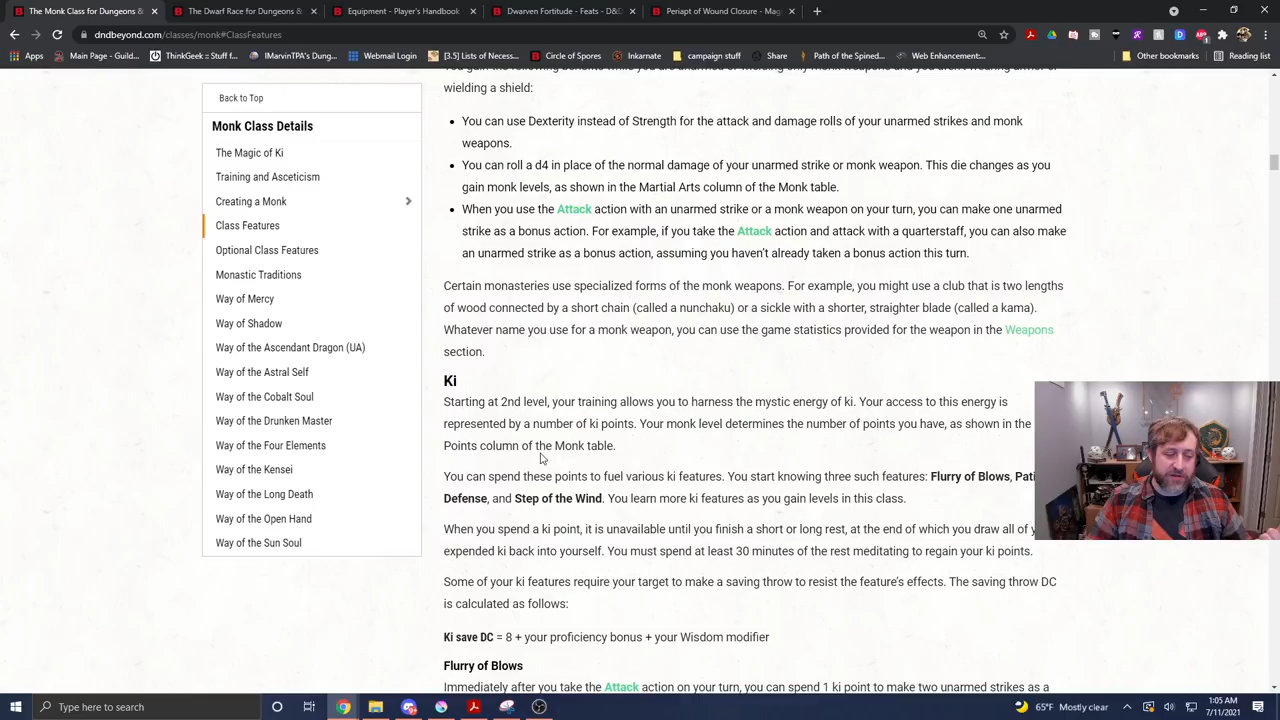 The Monk Class for Dungeons &
The Dwarf Race for Dungeons &
Equipment - Player's Handbook
Dwarven Fortitude - Feats - D&D
Periapt of Wound Closure - Mag
dndbeyond.com/classes/monk#ClassFeatures
Apps
Main Page - Guild...
ThinkGeek :: Stuff f...
IMarvinTPA's Dung...
Webmail Login
[3.5] Lists of Necess...
Circle of Spores
Inkarnate
campaign stuff
Share
Path of the Spined...
Web Enhancement:...
Other bookmarks
Reading list
Back to Top
Monk Class Details
The Magic of Ki
Training and Asceticism
Creating a Monk
Class Features
Optional Class Features
Monastic Traditions
Way of Mercy
Way of Shadow
Way of the Ascendant Dragon (UA)
Way of the Astral Self
Way of the Cobalt Soul
Way of the Drunken Master
Way of the Four Elements
Way of the Kensei
Way of the Long Death
Way of the Open Hand
Way of the Sun Soul
You gain the following benefits while you are unarmed or wielding only monk weapons and you aren't wearing armor or
wielding a shield:
• You can use Dexterity instead of Strength for the attack and damage rolls of your unarmed strikes and monk
weapons.
• You can roll a d4 in place of the normal damage of your unarmed strike or monk weapon. This die changes as you
gain monk levels, as shown in the Martial Arts column of the Monk table.
• When you use the Attack action with an unarmed strike or a monk weapon on your turn, you can make one unarmed
strike as a bonus action. For example, if you take the Attack action and attack with a quarterstaff, you can also make
an unarmed strike as a bonus action, assuming you haven't already taken a bonus action this turn.
Certain monasteries use specialized forms of the monk weapons. For example, you might use a club that is two lengths
of wood connected by a short chain (called a nunchaku) or a sickle with a shorter, straighter blade (called a kama).
Whatever name you use for a monk weapon, you can use the game statistics provided for the weapon in the Weapons
section.
Ki
Starting at 2nd level, your training allows you to harness the mystic energy of ki. Your access to this energy is
represented by a number of ki points. Your monk level determines the number of points you have, as shown in the
Points column of the Monk table.
You can spend these points to fuel various ki features. You start knowing three such features: Flurry of Blows, Pati
Defense, and Step of the Wind. You learn more ki features as you gain levels in this class.
When you spend a ki point, it is unavailable until you finish a short or long rest, at the end of which you draw all of y
expended ki back into yourself. You must spend at least 30 minutes of the rest meditating to regain your ki points.
Some of your ki features require your target to make a saving throw to resist the feature's effects. The saving throw DC
is calculated as follows:
Ki save DC = 8 + your proficiency bonus + your Wisdom modifier
Flurry of Blows
Immediately after you take the Attack action on your turn, you can spend 1 ki point to make two unarmed strikes as a
Type here to search
65°F Mostly clear
1:05 AM
7/11/2021